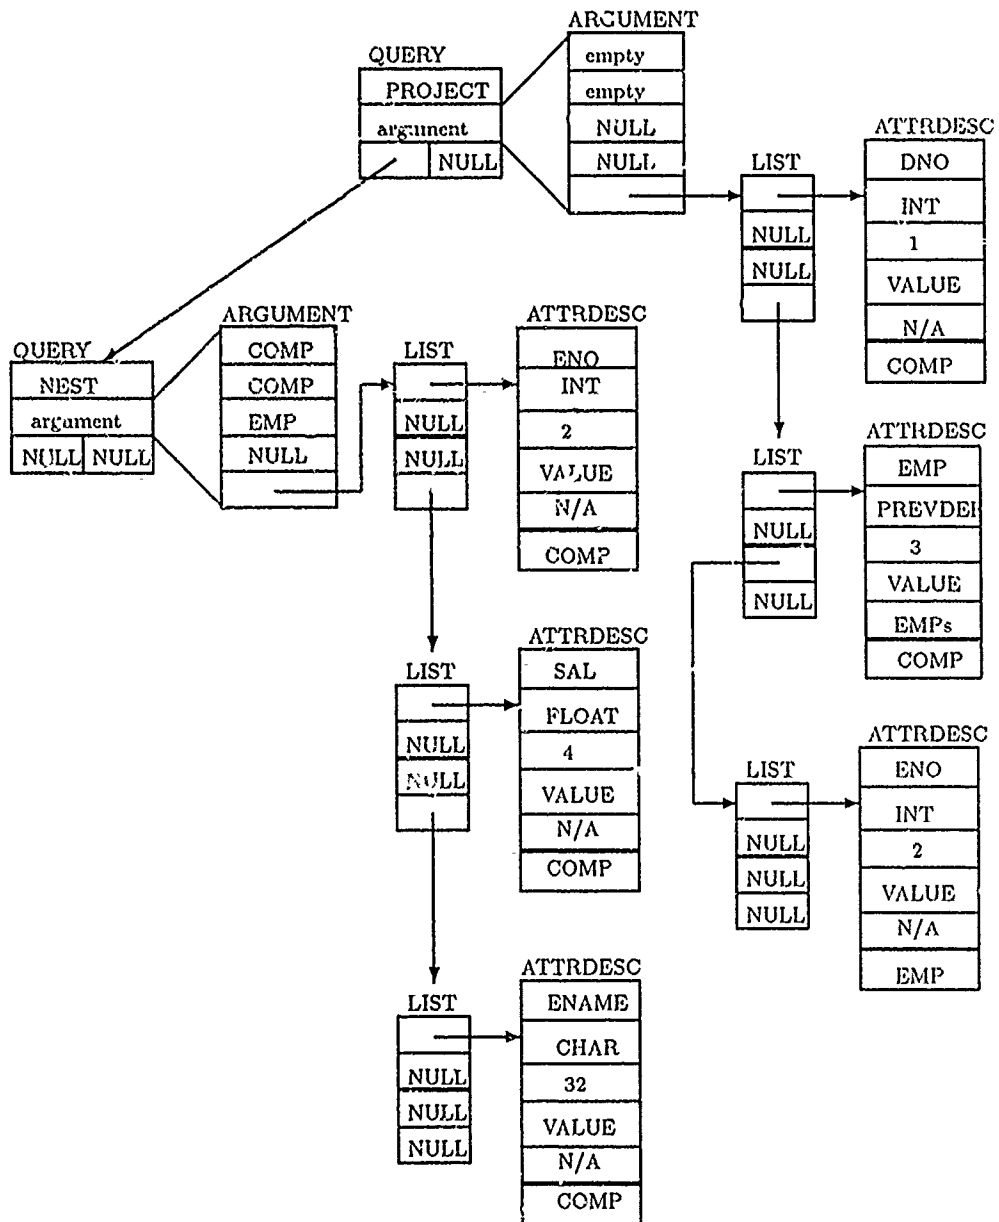 ARGUMENT
empty
empty
NULL
NULL
QUERY
PROJECT
argument
NULL
LIST
NULL
NULL
ATTRDESC
DNO
INT
1
VALUE
N/A
COMP
QUERY
NEST
argument
NULL NULL
ARGUMENT
COMP
COMP
EMP
NULL
LIST
NULL
NULL
ATTRDESC
ENO
INT
2
VALUE
N/A
COMP
LIST
NULL
NULL
ATTRDESC
EMP
PREVDEF
3
VALUE
EMPs
COMP
LIST
NULL
NULL
ATTRDESC
SAL
FLOAT
4
VALUE
N/A
COMP
LIST
NULL
NULL
NULL
ATTRDESC
ENO
INT
2
VALUE
N/A
EMP
LIST
NULL
NULL
NULL
ATTRDESC
ENAME
CHAR
32
VALUE
N/A
COMP